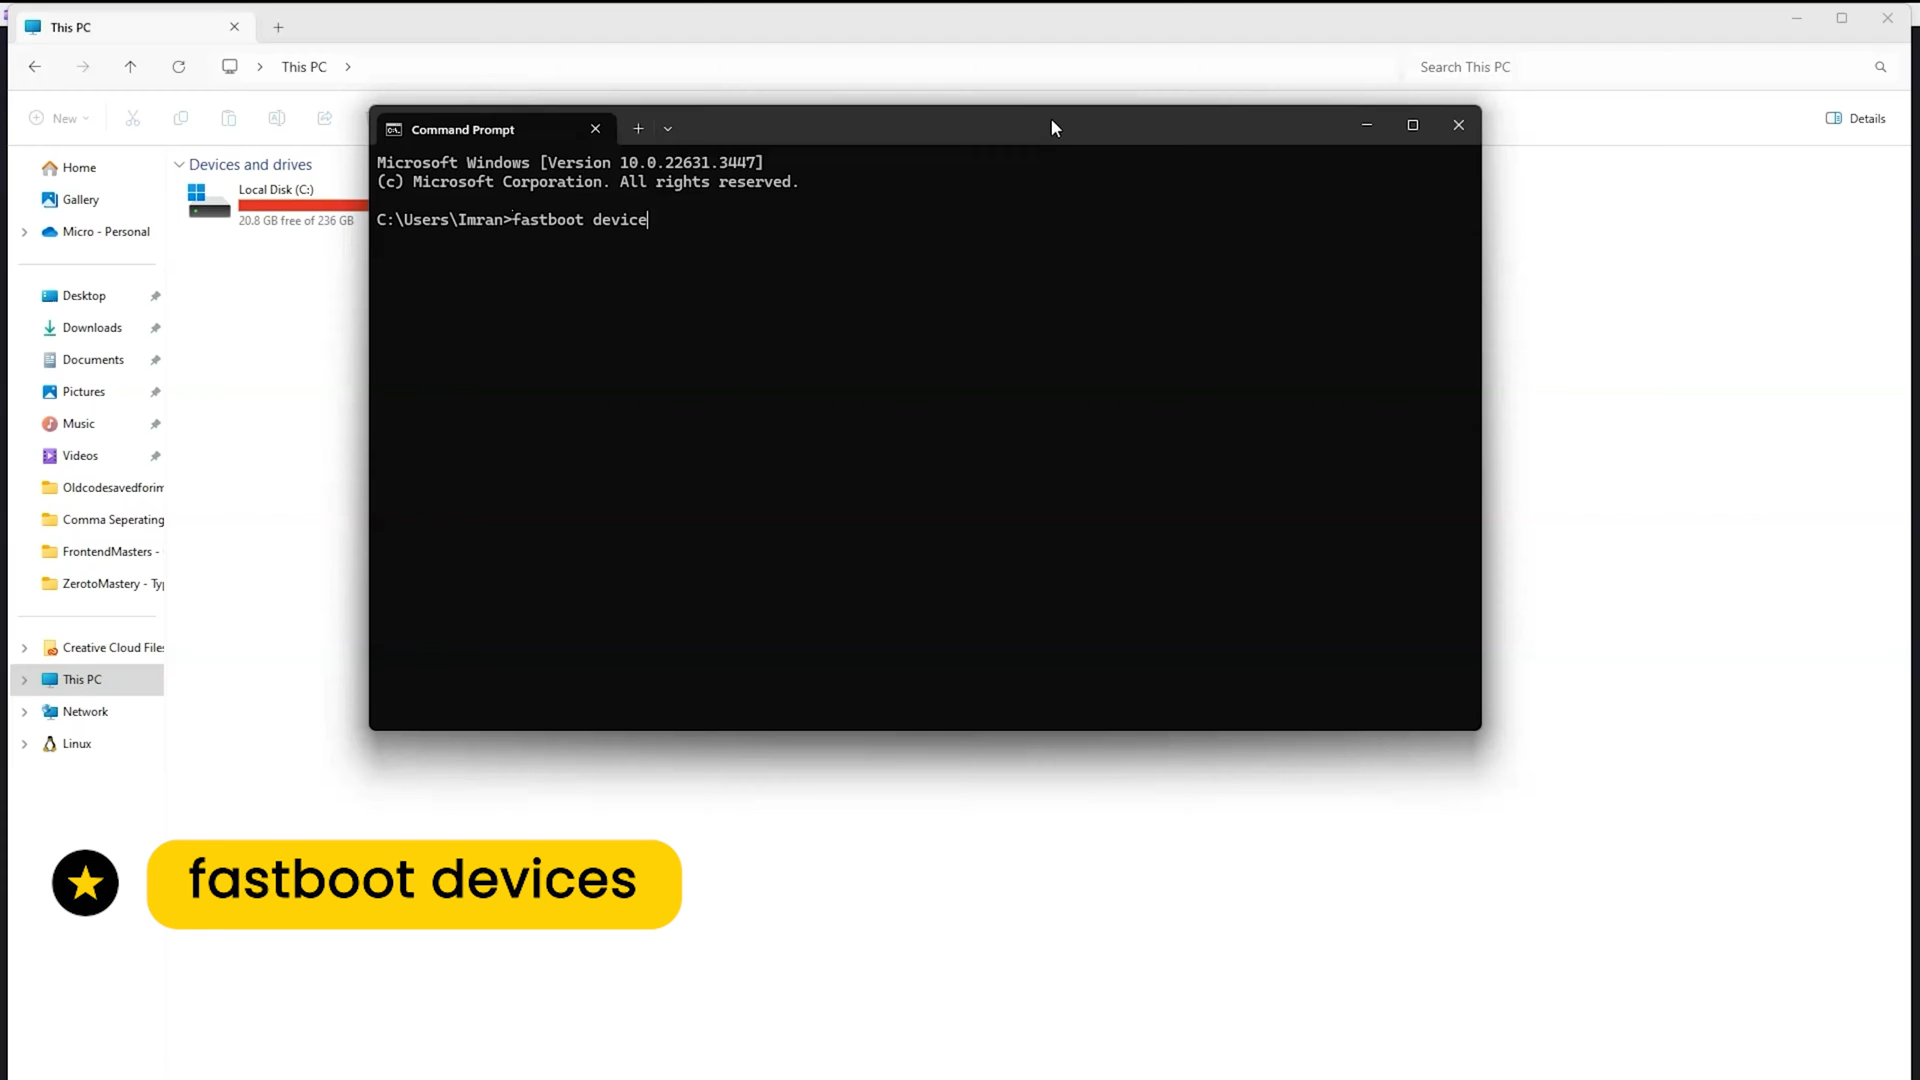 This PC
This PC
Search This PC
New
Details
Command Prompt
Microsoft Windows [Version 10.0.22631.3447]
(c) Microsoft Corporation. All rights reserved.
C:\Users\Imran>fastboot device
Home
Gallery
Micro - Personal
Desktop
Downloads
Documents
Pictures
Music
Videos
Oldcodesavedforim
Comma Seperating
FrontendMasters -
ZerotoMastery - Typ
Creative Cloud Files
This PC
Network
Linux
Devices and drives
Local Disk (C:)
20.8 GB free of 236 GB
fastboot devices